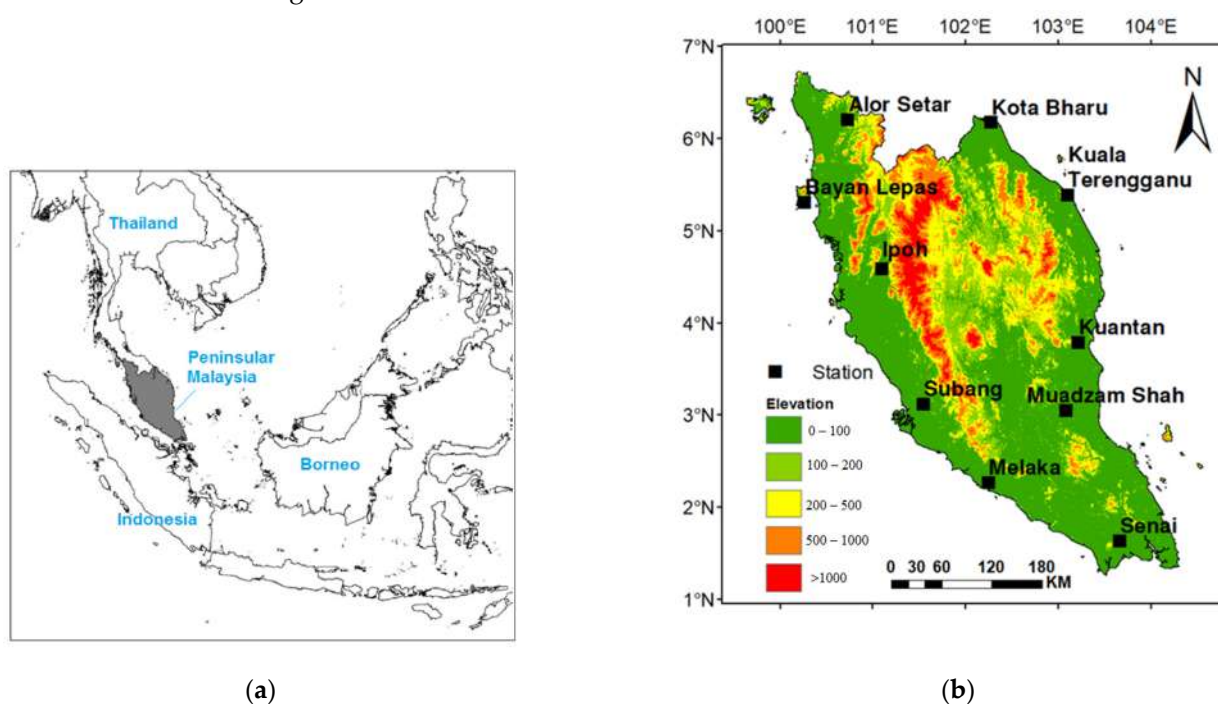 Thailand
Peninsular
Malaysia
Borneo
Indonesia
(a)
100°E 101°E 102°E 103°E 104°E
7°N
6°N
5°N
4°N
3°N
2°N
1°N
N
Alor Setar
Kota Bharu
Kuala
Terengganu
Bayan Lepas
Ipoh
Kuantan
Subang
Muadzam Shah
Melaka
Senai
Station
Elevation
0 – 100
100 – 200
200 – 500
500 – 1000
>1000
0 30 60 120 180
KM
(b)